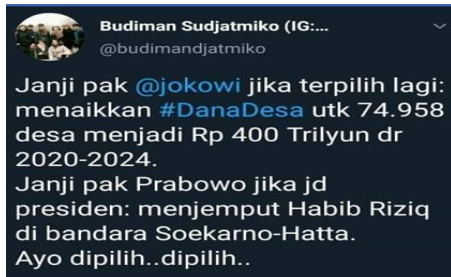 Budiman Sudjatmiko (IG:...
@budimandjatmiko
Janji pak @jokowi jika terpilih lagi:
menaikkan #DanaDesa utk 74.958
desa menjadi Rp 400 Trilyun dr
2020-2024.
Janji pak Prabowo jika jd
presiden: menjemput Habib Riziq
di bandara Soekarno-Hatta.
Ayo dipilih..dipilih..